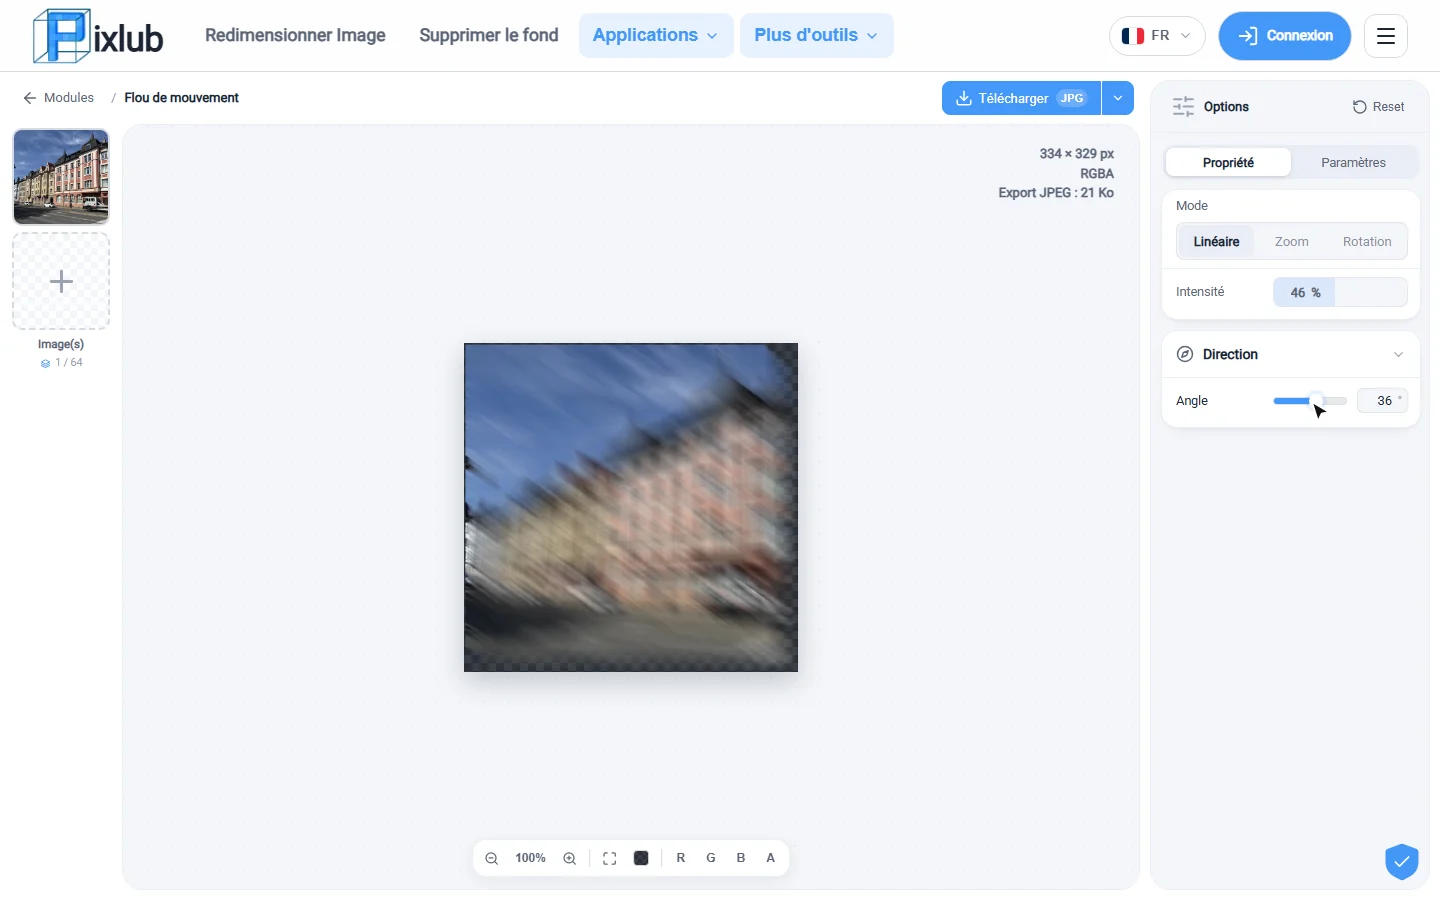 Pixlub
Redimensionner Image
Supprimer le fond
Applications
Plus d'outils
FR
Connexion
Modules / Flou de mouvement
Télécharger JPG
Options
Reset
334 × 329 px
RGBA
Export JPEG : 21 Ko
Propriété
Paramètres
Mode
Linéaire
Zoom
Rotation
Intensité
46 %
Direction
Angle
36 °
Image(s)
1 / 64
100%
R
G
B
A